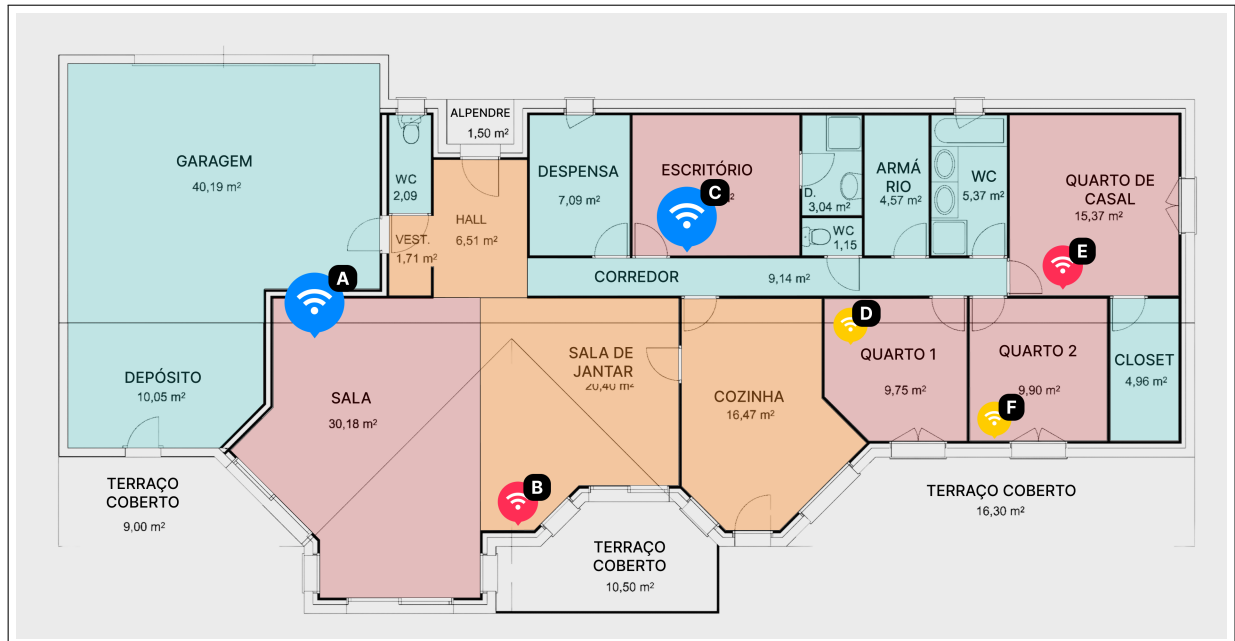 ALPENDRE
1,50 m²
GARAGEM
40,19 m²
WC
2,09
HALL
6,51 m²
VEST.
1,71 m²
DESPENSA
7,09 m²
ESCRITÓRIO
C
D.
3,04 m²
WC
1,15
ARMÁ
RIO
4,57 m²
WC
5,37 m²
QUARTO DE
CASAL
15,37 m²
E
CORREDOR
9,14 m²
A
DEPÓSITO
10,05 m²
SALA
30,18 m²
SALA DE
JANTAR
20,40 m²
B
COZINHA
16,47 m²
D
QUARTO 1
9,75 m²
QUARTO 2
9,90 m²
F
CLOSET
4,96 m²
TERRAÇO
COBERTO
9,00 m²
TERRAÇO
COBERTO
10,50 m²
TERRAÇO COBERTO
16,30 m²